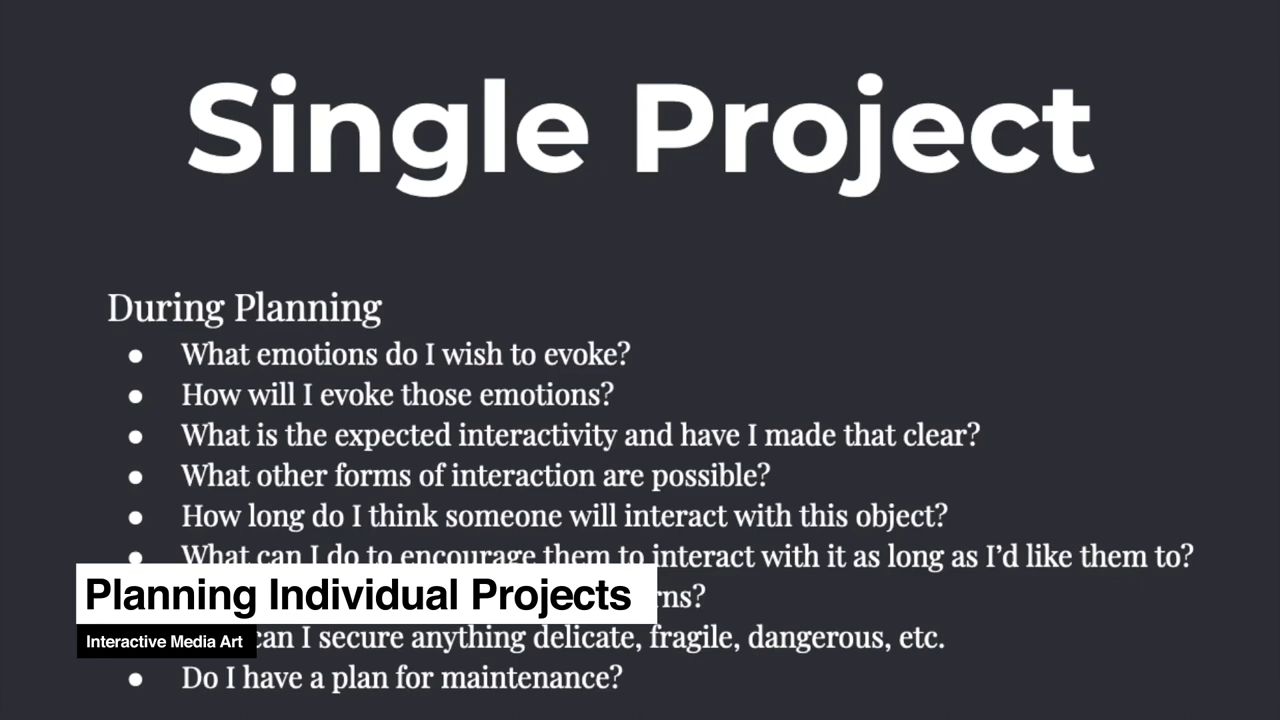 Single Project
During Planning
● What emotions do I wish to evoke?
● How will I evoke those emotions?
● What is the expected interactivity and have I made that clear?
● What other forms of interaction are possible?
● How long do I think someone will interact with this object?
● What can I do to encourage them to interact with it as long as I’d like them to?
Planning Individual Projects
Interactive Media Art
can I secure anything delicate, fragile, dangerous, etc.
● Do I have a plan for maintenance?